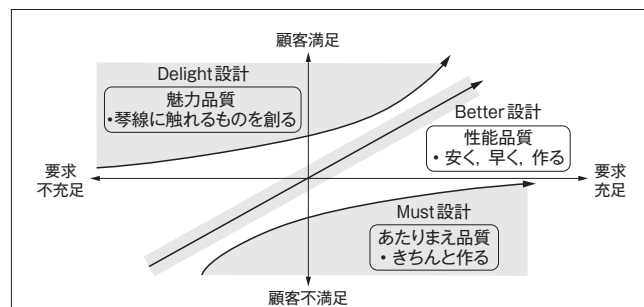 顧客満足
Delight設計
魅力品質
・琴線に触れるものを創る
Better設計
性能品質
・安く，早く，作る
要求
不充足
要求
充足
Must設計
あたりまえ品質
・きちんと作る
顧客不満足